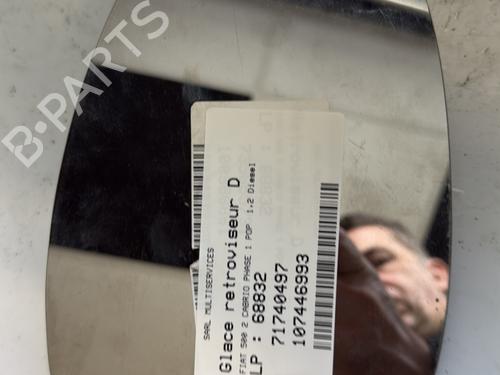 B-PARTS
SARL MULTISERVICES
Glace retroviseur D
FIAT 500 2 CABRIO PHASE 1 POP 1.2 Diesel
LP : 68832
71740497
107446993